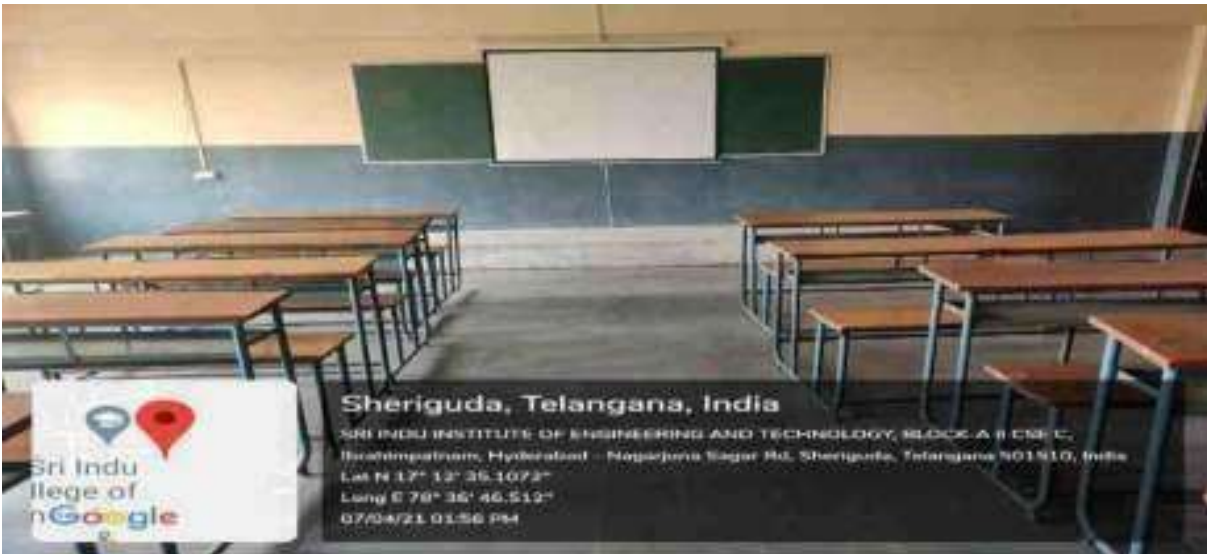 Sri Indu
llege of
n Google
&
Sheriguda, Telangana, India
SRI INDU INSTITUTE OF ENGINEERING AND TECHNOLOGY, BLOCK-A II CSE C,
Ibrahimpatnam, Hyderabad - Nagarjuna Sagar Rd, Sheriguda, Telangana 501510, India
Lat N 17° 12' 35.1072"
Long E 78° 36' 46.512"
07/04/21 01:56 PM